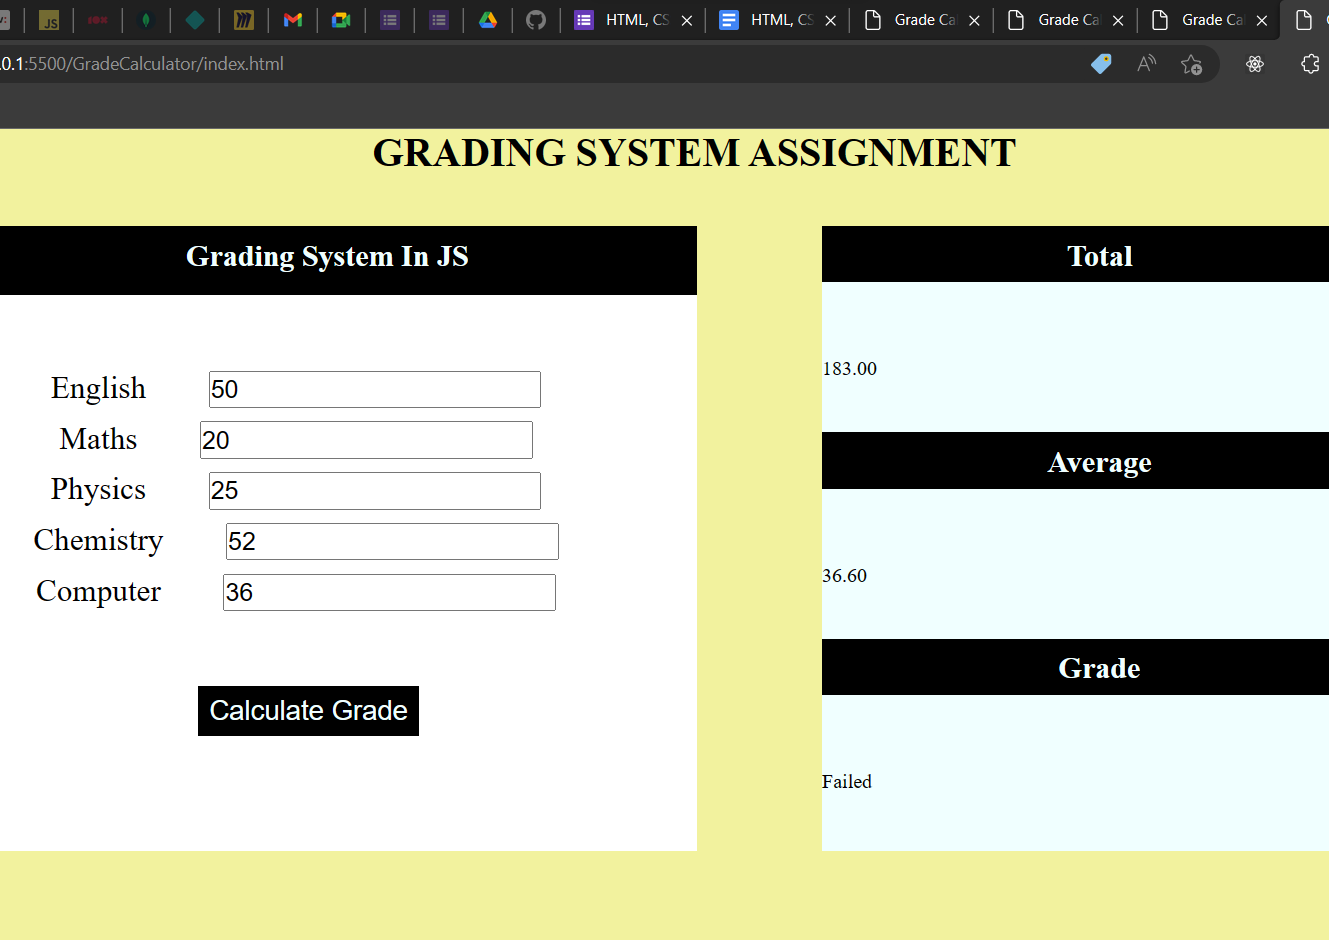 v:
JS
HTML, CS
HTML, CS
Grade Ca
Grade Ca
Grade Ca
.0.1:5500/GradeCalculator/index.html
GRADING SYSTEM ASSIGNMENT
Grading System In JS
English 50
Maths 20
Physics 25
Chemistry 52
Computer 36
Calculate Grade
Total
183.00
Average
36.60
Grade
Failed